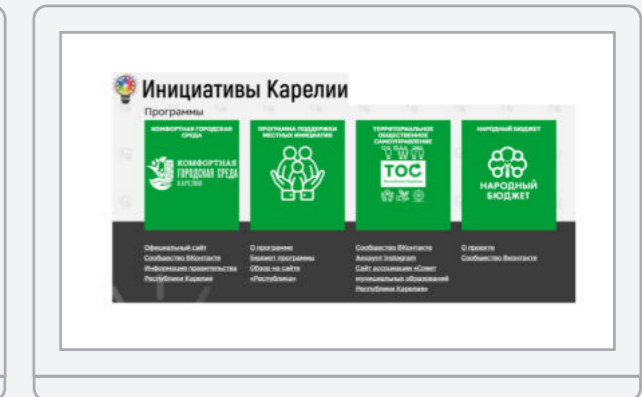 Инициативы Карелии
Программы
КОМФОРТНАЯ ГОРОДСКАЯ
СРЕДА
КОМФОРТНАЯ
ГОРОДСКАЯ СРЕДА
КАРЕЛИИ
ПРОГРАММА ПОДДЕРЖКИ
МЕСТНЫХ ИНИЦИАТИВ
ТЕРРИТОРИАЛЬНОЕ
ОБЩЕСТВЕННОЕ
САМОУПРАВЛЕНИЕ
ТОС
Республики Карелия
НАРОДНЫЙ БЮДЖЕТ
НАРОДНЫЙ
БЮДЖЕТ
Официальный сайт
Сообщество ВКонтакте
Информация правительства
Республики Карелия
О программе
Бюджет программы
Обзор на сайте
«Республика»
Сообщество ВКонтакте
Аккаунт Instagram
Сайт ассоциации «Совет
муниципальных образований
Республики Карелия»
О проекте
Сообщество Вконтакте